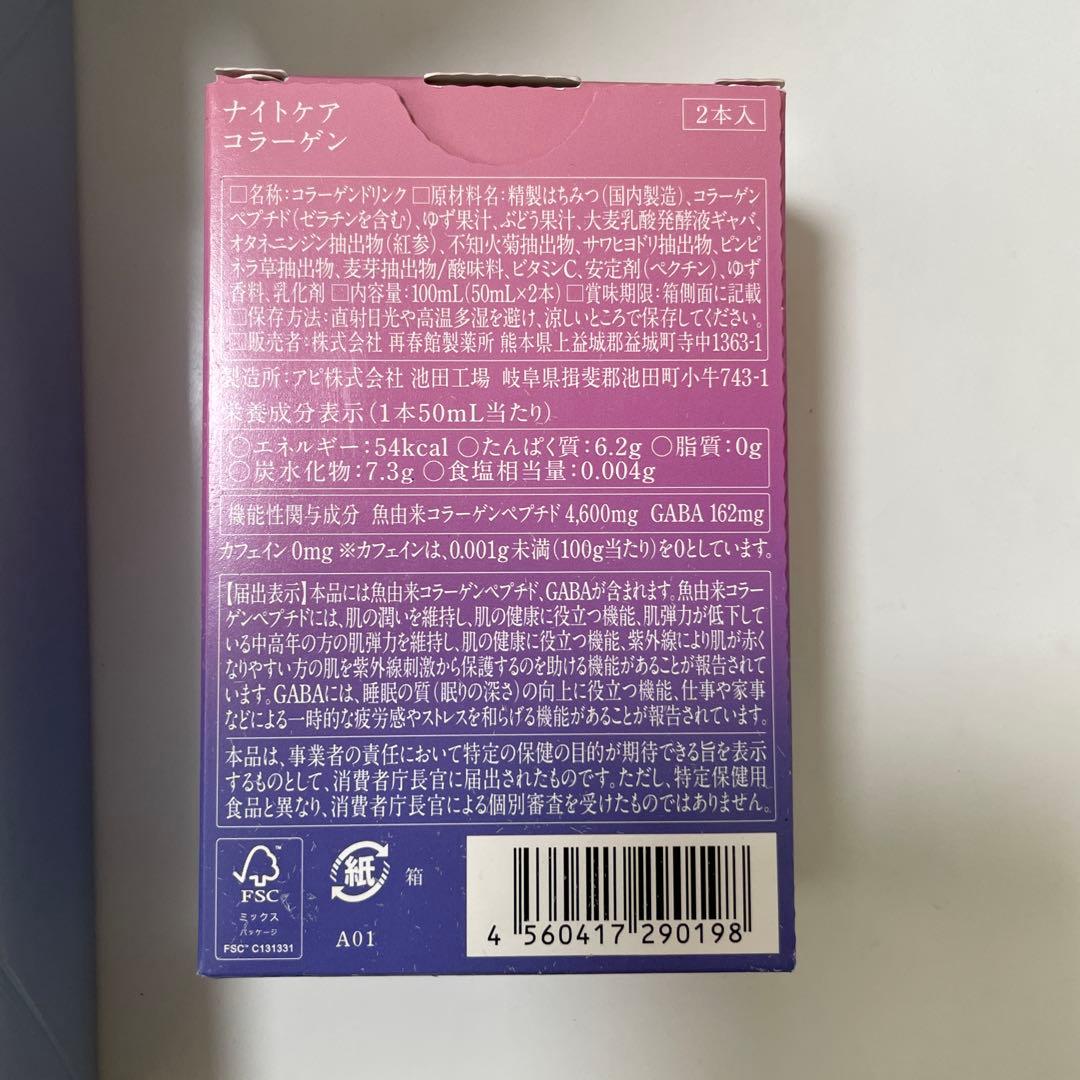 ナイトケア
コラーゲン
2本入
□名称:コラーゲンドリンク □原材料名:精製はちみつ(国内製造)、コラーゲン
ペプチド(ゼラチンを含む)、ゆず果汁、ぶどう果汁、大麦乳酸発酵液ギャバ、
オタネニンジン抽出物(紅参)、不知火菊抽出物、サワヒヨドリ抽出物、ピンピ
ネラ草抽出物、麦芽抽出物/酸味料、ビタミンC、安定剤(ペクチン)、ゆず
香料、乳化剤 □内容量:100mL(50mL×2本) □賞味期限:箱側面に記載
□保存方法:直射日光や高温多湿を避け、涼しいところで保存してください。
□販売者:株式会社 再春館製薬所 熊本県上益城郡益城町寺中1363-1
製造所:アピ株式会社 池田工場 岐阜県揖斐郡池田町小牛743-1
栄養成分表示(1本50mL当たり)
○エネルギー:54kcal ○たんぱく質:6.2g ○脂質:0g
○炭水化物:7.3g ○食塩相当量:0.004g
機能性関与成分 魚由来コラーゲンペプチド 4,600mg GABA 162mg
カフェイン 0mg ※カフェインは、0.001g未満(100g当たり)を0としています。
【届出表示】本品には魚由来コラーゲンペプチド、GABAが含まれます。魚由来コラー
ゲンペプチドには、肌の潤いを維持し、肌の健康に役立つ機能、肌弾力が低下して
いる中高年の方の肌弾力を維持し、肌の健康に役立つ機能、紫外線により肌が赤く
なりやすい方の肌を紫外線刺激から保護するのを助ける機能があることが報告されて
います。GABAには、睡眠の質(眠りの深さ)の向上に役立つ機能、仕事や家事
などによる一時的な疲労感やストレスを和らげる機能があることが報告されています。
本品は、事業者の責任において特定の保健の目的が期待できる旨を表示
するものとして、消費者庁長官に届出されたものです。ただし、特定保健用
食品と異なり、消費者庁長官による個別審査を受けたものではありません。
FSC™
ミックス
パッケージ
FSC™ C131331
紙
箱
A01
4 560417 290198